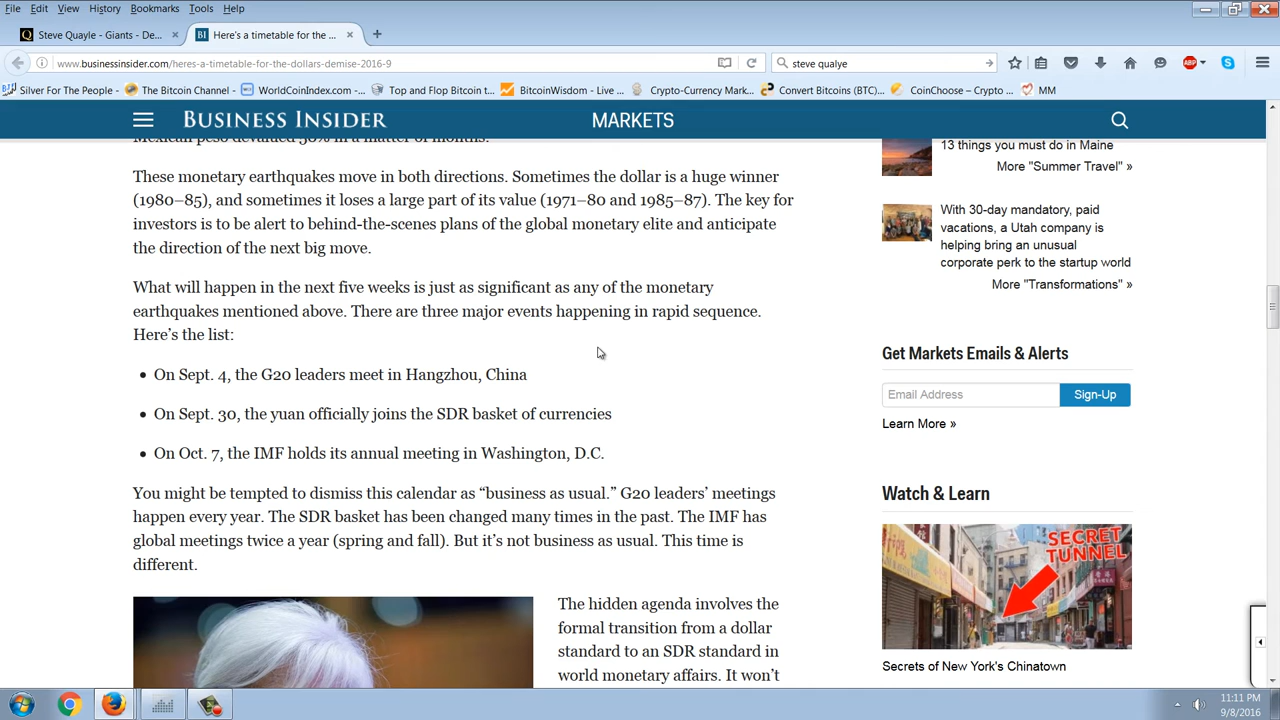 File Edit View History Bookmarks Tools Help
Steve Quayle - Giants - De... × Here's a timetable for the ... × +
www.businessinsider.com/heres-a-timetable-for-the-dollars-demise-2016-9 steve qualye
Silver For The People - The Bitcoin Channel - WorldCoinIndex.com -... Top and Flop Bitcoin t... BitcoinWisdom - Live ... Crypto-Currency Mark... Convert Bitcoins (BTC)... CoinChoose – Crypto ... MM
BUSINESS INSIDER MARKETS
Mexican peso devalued 50% in a matter of months.
These monetary earthquakes move in both directions. Sometimes the dollar is a huge winner
(1980–85), and sometimes it loses a large part of its value (1971–80 and 1985–87). The key for
investors is to be alert to behind-the-scenes plans of the global monetary elite and anticipate
the direction of the next big move.
What will happen in the next five weeks is just as significant as any of the monetary
earthquakes mentioned above. There are three major events happening in rapid sequence.
Here's the list:
• On Sept. 4, the G20 leaders meet in Hangzhou, China
• On Sept. 30, the yuan officially joins the SDR basket of currencies
• On Oct. 7, the IMF holds its annual meeting in Washington, D.C.
You might be tempted to dismiss this calendar as “business as usual.” G20 leaders’ meetings
happen every year. The SDR basket has been changed many times in the past. The IMF has
global meetings twice a year (spring and fall). But it’s not business as usual. This time is
different.
The hidden agenda involves the
formal transition from a dollar
standard to an SDR standard in
world monetary affairs. It won’t
13 things you must do in Maine
More "Summer Travel" »
With 30-day mandatory, paid
vacations, a Utah company is
helping bring an unusual
corporate perk to the startup world
More "Transformations" »
Get Markets Emails & Alerts
Email Address Sign-Up
Learn More »
Watch & Learn
SECRET
TUNNEL
Secrets of New York's Chinatown
11:11 PM
9/8/2016